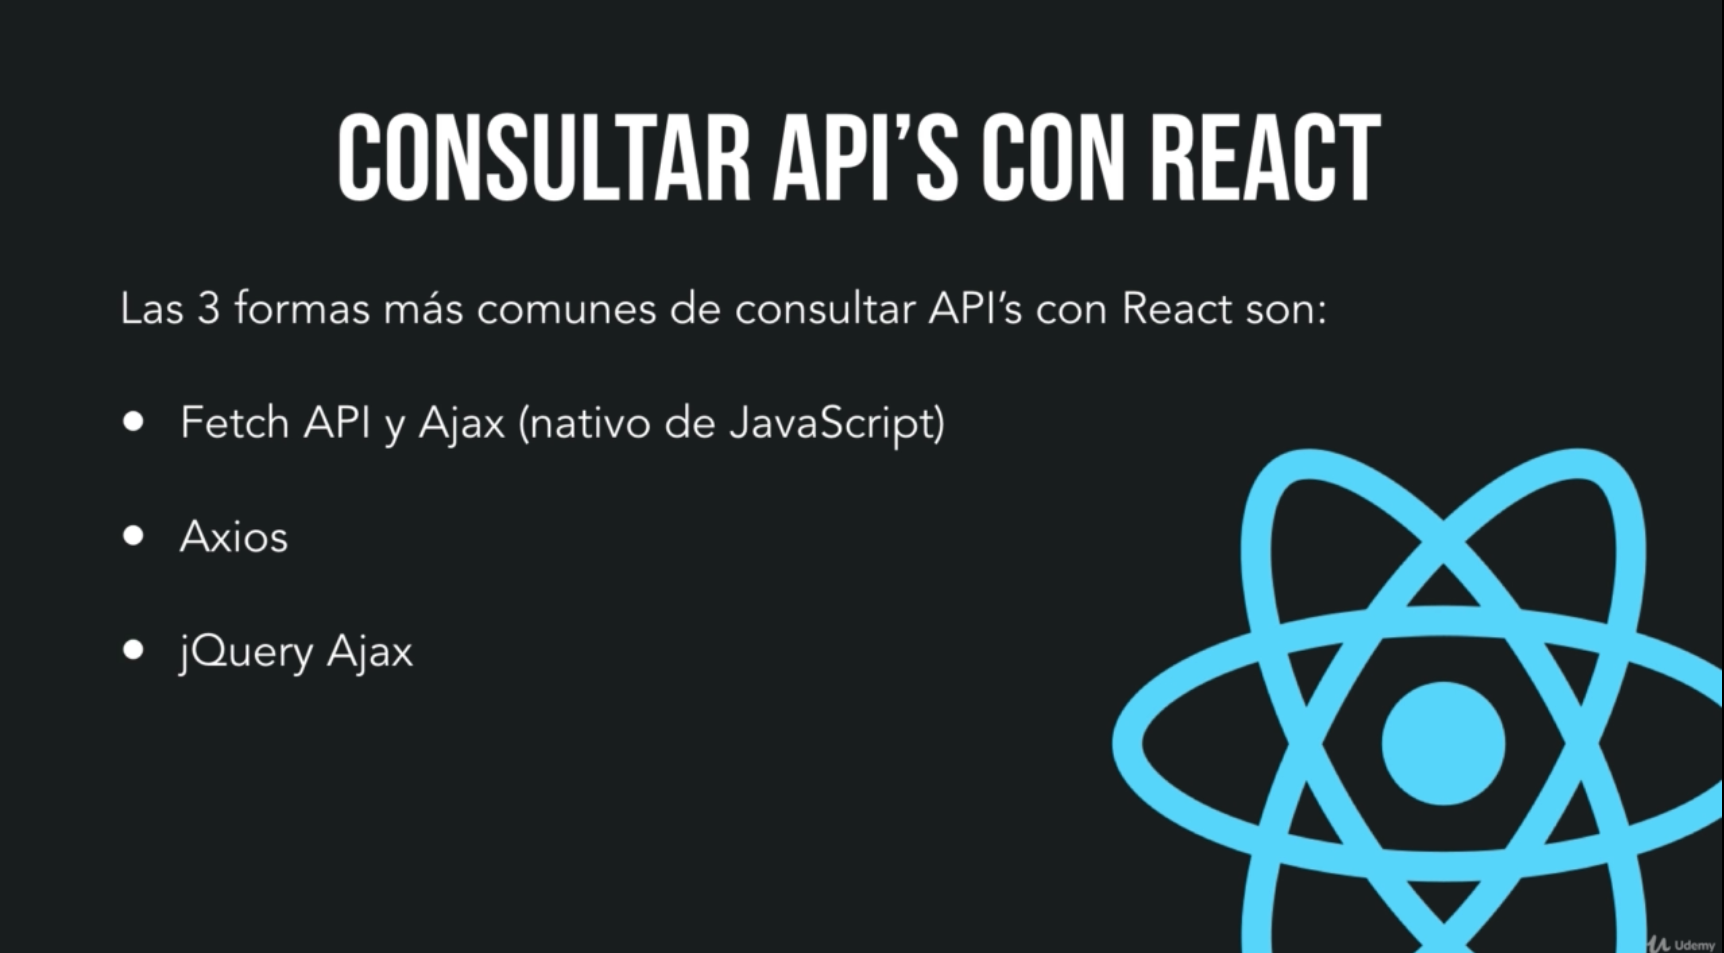 CONSULTAR API’S CON REACT
Las 3 formas más comunes de consultar API’s con React son:
● Fetch API y Ajax (nativo de JavaScript)
● Axios
● jQuery Ajax
Udemy